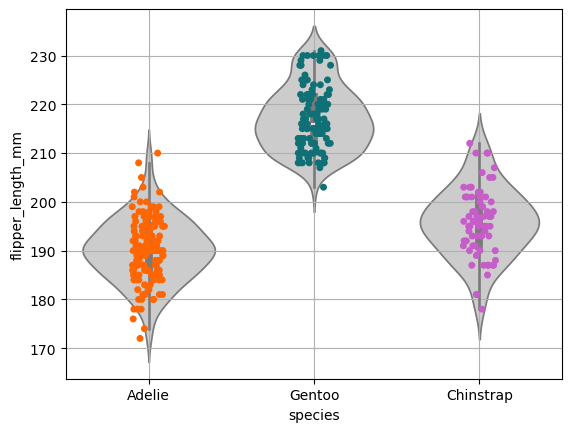 flipper_length_mm
230
220
210
200
190
180
170
Adelie
Gentoo
Chinstrap
species